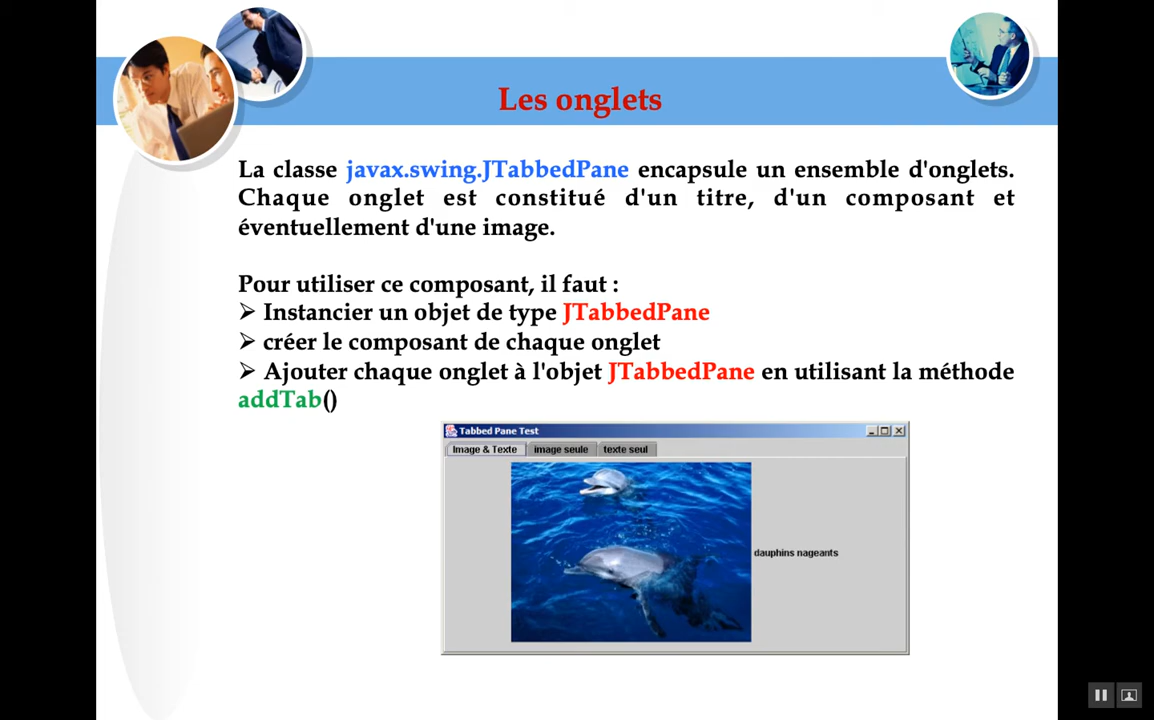 Les onglets
La classe javax.swing.JTabbedPane encapsule un ensemble d'onglets.
Chaque onglet est constitué d'un titre, d'un composant et
éventuellement d'une image.
Pour utiliser ce composant, il faut :
➢ Instancier un objet de type JTabbedPane
➢ créer le composant de chaque onglet
➢ Ajouter chaque onglet à l'objet JTabbedPane en utilisant la méthode
addTab()
Tabbed Pane Test
Image & Texte image seule texte seul
dauphins nageants